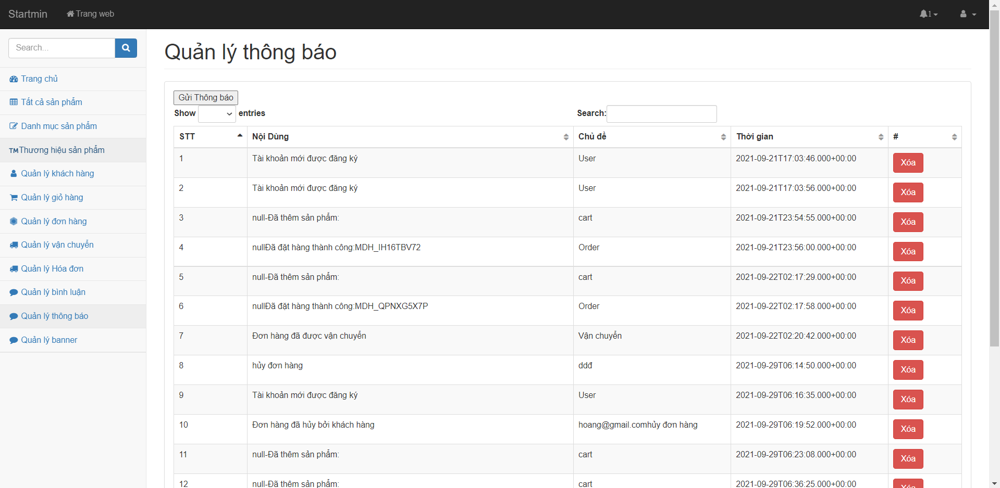 Startmin Trang web 1
Search...
Trang chủ
Tất cả sản phẩm
Danh mục sản phẩm
TMThương hiệu sản phẩm
Quản lý khách hàng
Quản lý giỏ hàng
Quản lý đơn hàng
Quản lý vận chuyển
Quản lý Hóa đơn
Quản lý bình luận
Quản lý thông báo
Quản lý banner
Quản lý thông báo
Gửi Thông báo
Show entries Search:
STT Nội Dùng Chủ đề Thời gian #
1 Tài khoản mới được đăng ký User 2021-09-21T17:03:46.000+00:00 Xóa
2 Tài khoản mới được đăng ký User 2021-09-21T17:03:56.000+00:00 Xóa
3 null-Đã thêm sản phẩm: cart 2021-09-21T23:54:55.000+00:00 Xóa
4 nullĐã đặt hàng thành công:MDH_IH16TBV72 Order 2021-09-21T23:56:00.000+00:00 Xóa
5 null-Đã thêm sản phẩm: cart 2021-09-22T02:17:29.000+00:00 Xóa
6 nullĐã đặt hàng thành công:MDH_QPNXG5X7P Order 2021-09-22T02:17:58.000+00:00 Xóa
7 Đơn hàng đã được vận chuyển Vận chuyển 2021-09-22T02:20:42.000+00:00 Xóa
8 hủy đơn hàng ddđ 2021-09-29T06:14:50.000+00:00 Xóa
9 Tài khoản mới được đăng ký User 2021-09-29T06:16:35.000+00:00 Xóa
10 Đơn hàng đã hủy bởi khách hàng hoang@gmail.comhủy đơn hàng 2021-09-29T06:19:52.000+00:00 Xóa
11 null-Đã thêm sản phẩm: cart 2021-09-29T06:23:08.000+00:00 Xóa
12 null-Đã thêm sản phẩm: cart 2021-09-29T06:36:25.000+00:00 Xóa